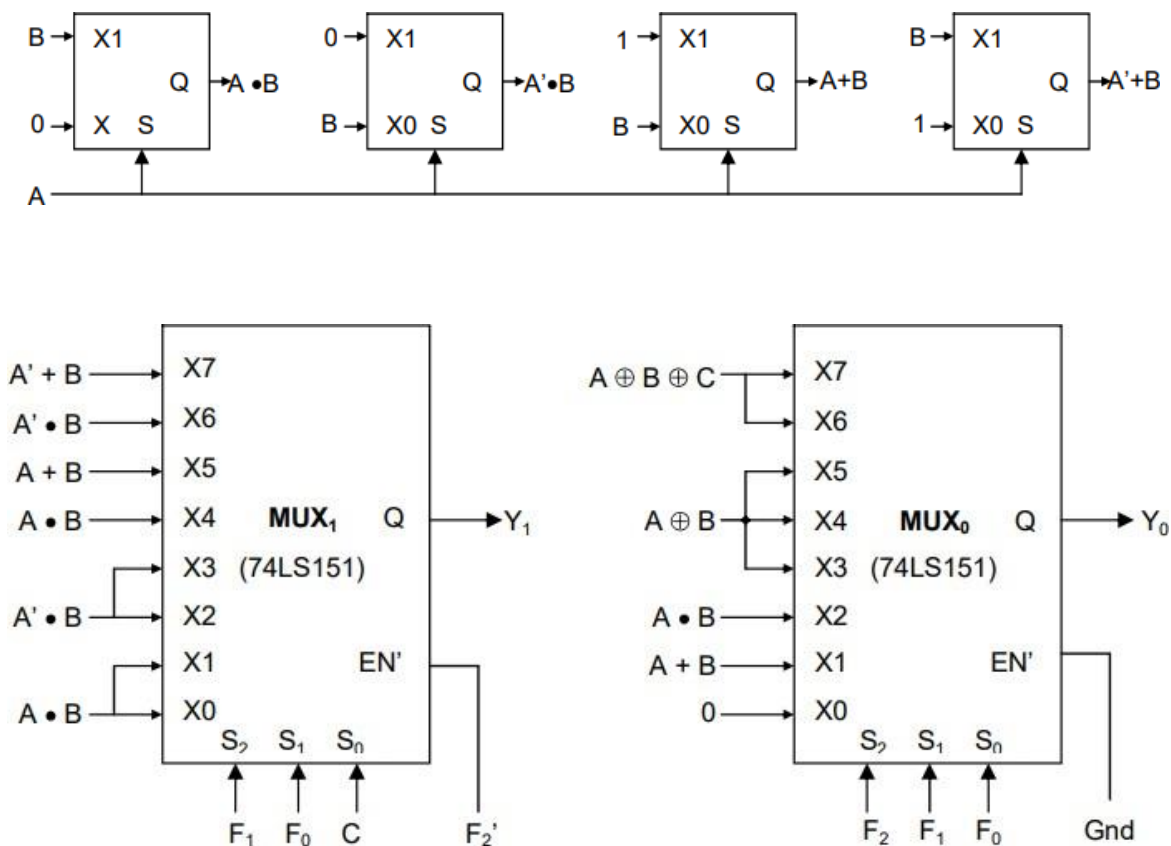 B X1 Q A •B
0 X S
0 X1 Q A'•B
B X0 S
1 X1 Q A+B
B X0 S
B X1 Q A'+B
1 X0 S
A
A' + B X7
A' • B X6
A + B X5
A • B X4 MUX₁ Q Y₁
X3 (74LS151)
A' • B X2
X1 EN'
A • B X0
S₂ S₁ S₀
F₁ F₀ C F₂'
A ⊕ B ⊕ C X7
X6
X5
A ⊕ B X4 MUX₀ Q Y₀
X3 (74LS151)
A • B X2
A + B X1 EN'
0 X0
S₂ S₁ S₀
F₂ F₁ F₀ Gnd